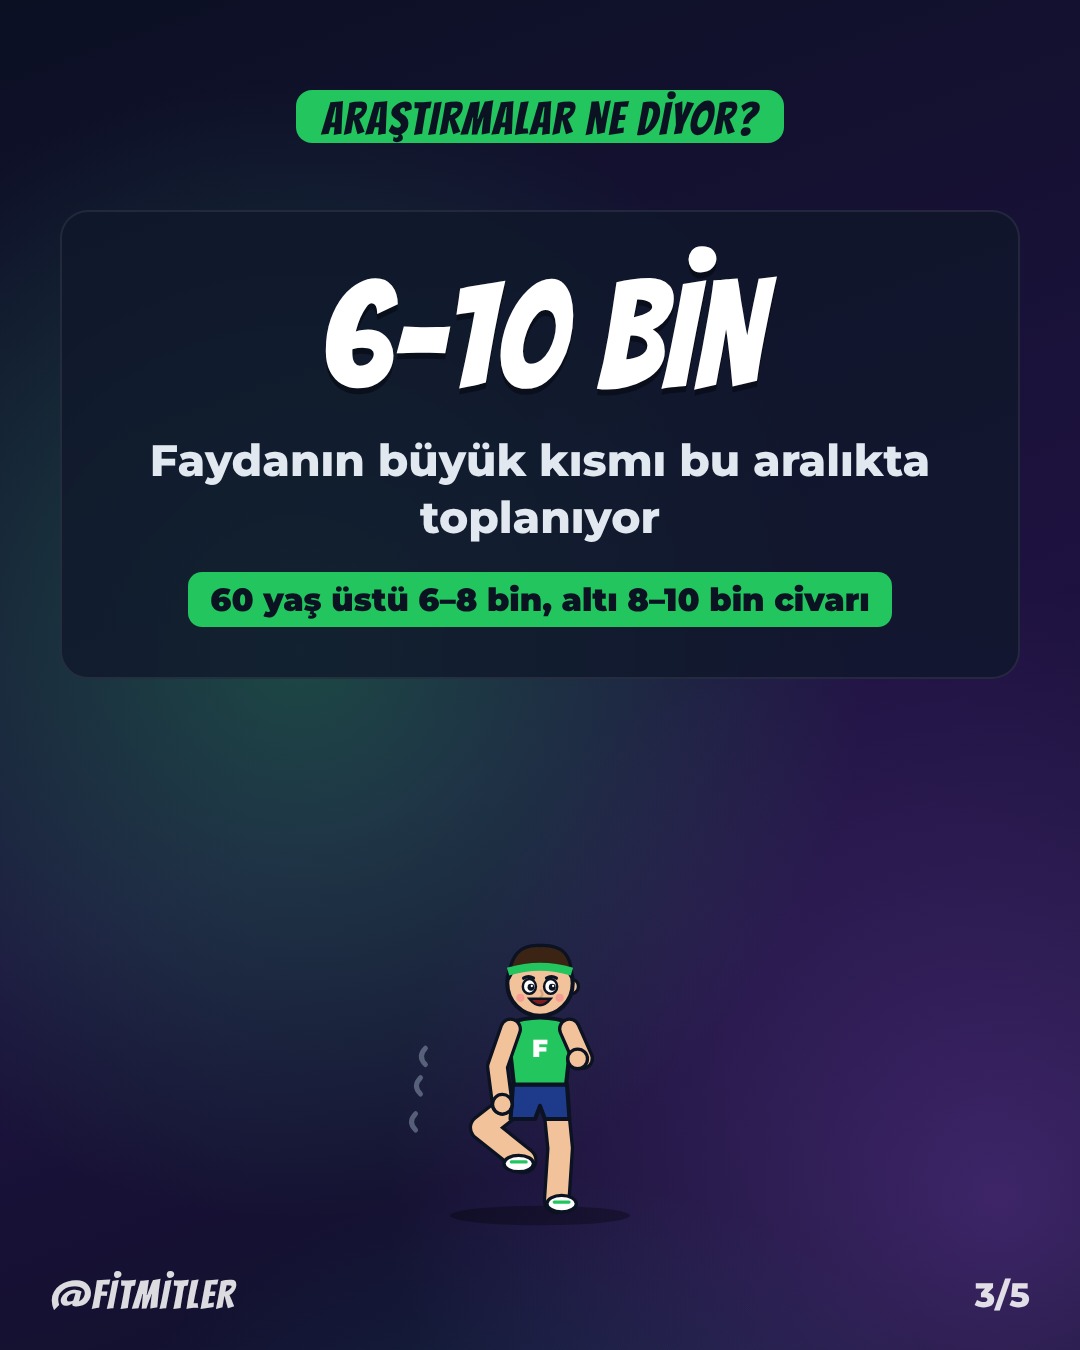 ARAŞTIRMALAR NE DİYOR?
6–10 BİN
Faydanın büyük kısmı bu aralıkta
toplanıyor
60 yaş üstü 6–8 bin, altı 8–10 bin civarı
F
@FİTMİTLER
3/5